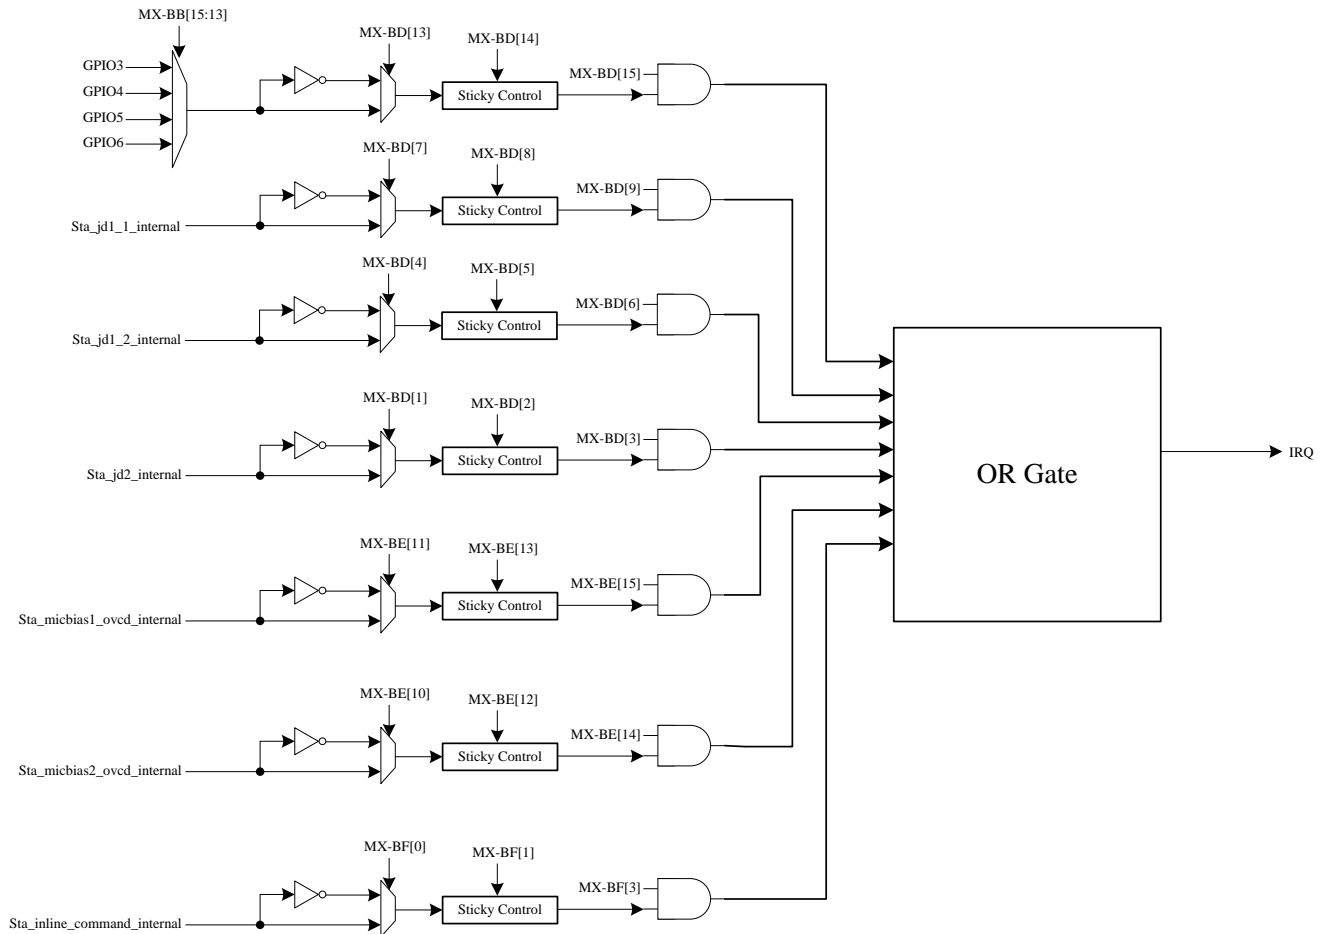 MX-BB[15:13]
MX-BD[13]
MX-BD[14]
GPIO3
GPIO4
GPIO5
GPIO6
Sticky Control
MX-BD[15]
MX-BD[7]
MX-BD[8]
MX-BD[9]
Sticky Control
Sta_jd1_1_internal
MX-BD[4]
MX-BD[5]
MX-BD[6]
Sticky Control
Sta_jd1_2_internal
MX-BD[1]
MX-BD[2]
MX-BD[3]
Sticky Control
Sta_jd2_internal
OR Gate
IRQ
MX-BE[11]
MX-BE[13]
MX-BE[15]
Sticky Control
Sta_micbias1_ovcd_internal
MX-BE[10]
MX-BE[12]
MX-BE[14]
Sticky Control
Sta_micbias2_ovcd_internal
MX-BF[0]
MX-BF[1]
MX-BF[3]
Sticky Control
Sta_inline_command_internal